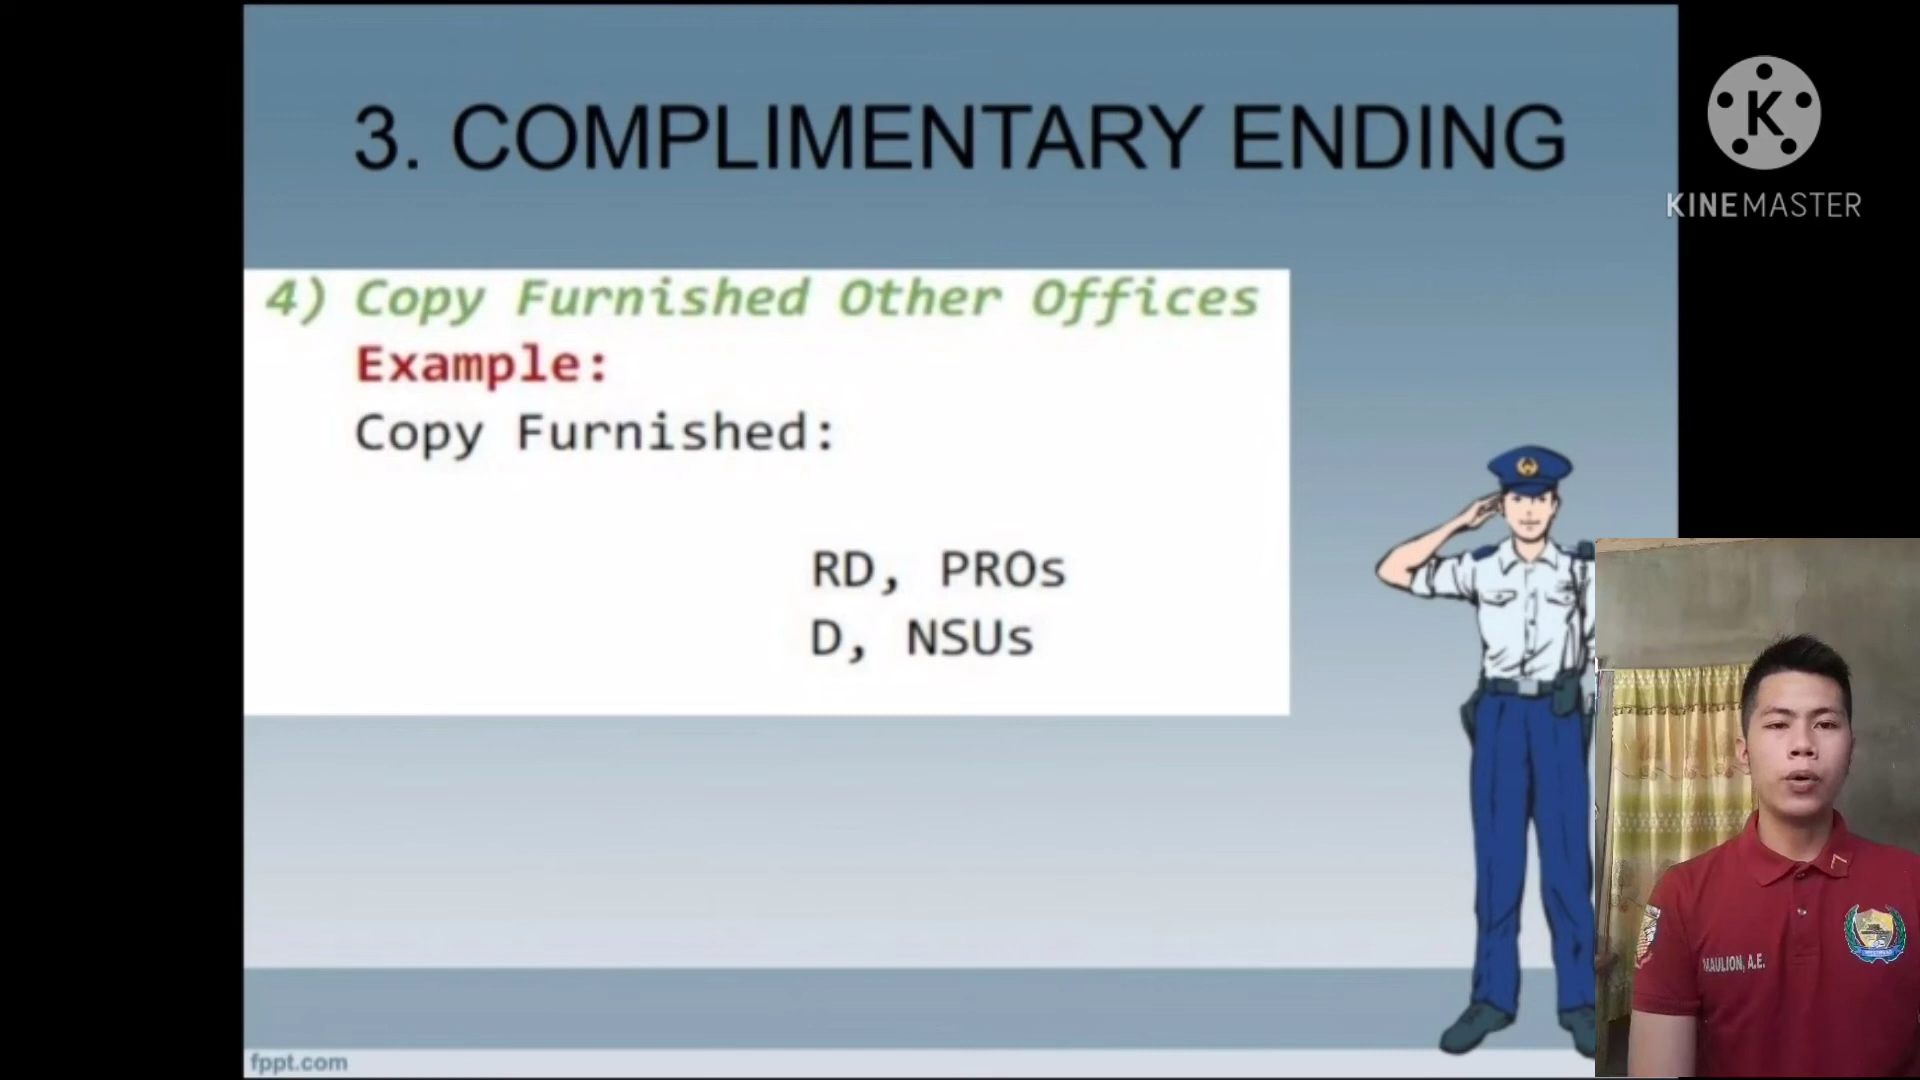 3. COMPLIMENTARY ENDING
K
KINEMASTER
4) Copy Furnished Other Offices
Example:
Copy Furnished:
RD, PROs
D, NSUs
MAULION, A.E.
fppt.com